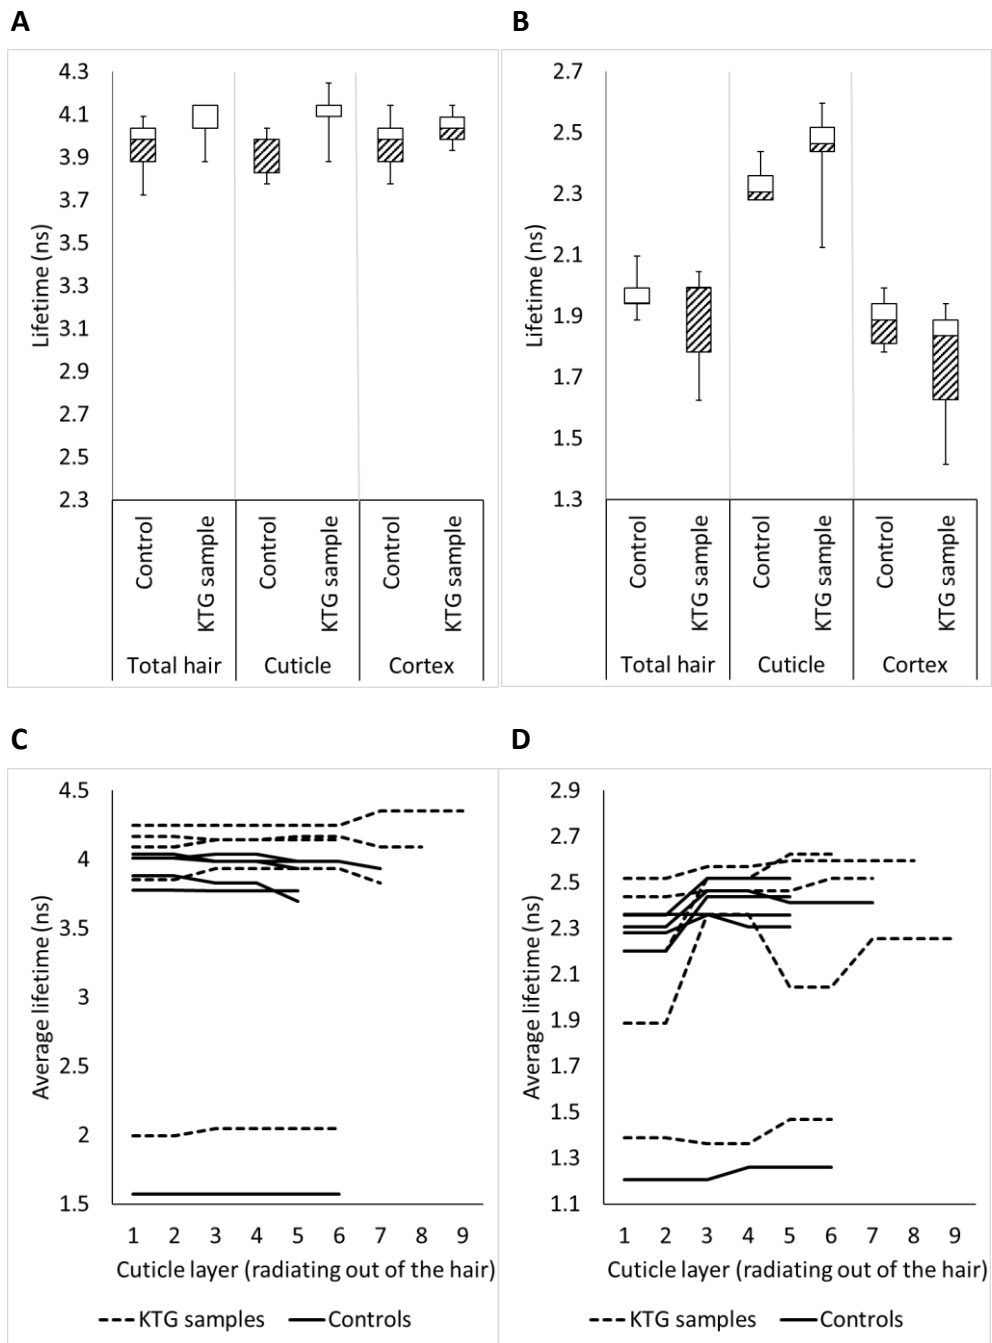 A
Lifetime (ns)
4.3
4.1
3.9
3.7
3.5
3.3
3.1
2.9
2.7
2.5
2.3
Control
KTG sample
Control
KTG sample
Control
KTG sample
Total hair
Cuticle
Cortex
B
Lifetime (ns)
2.7
2.5
2.3
2.1
1.9
1.7
1.5
1.3
Control
KTG sample
Control
KTG sample
Control
KTG sample
Total hair
Cuticle
Cortex
C
Average lifetime (ns)
4.5
4
3.5
3
2.5
2
1.5
1 2 3 4 5 6 7 8 9
Cuticle layer (radiating out of the hair)
KTG samples Controls
D
Average lifetime (ns)
2.9
2.7
2.5
2.3
2.1
1.9
1.7
1.5
1.3
1.1
1 2 3 4 5 6 7 8 9
Cuticle layer (radiating out of the hair)
KTG samples Controls